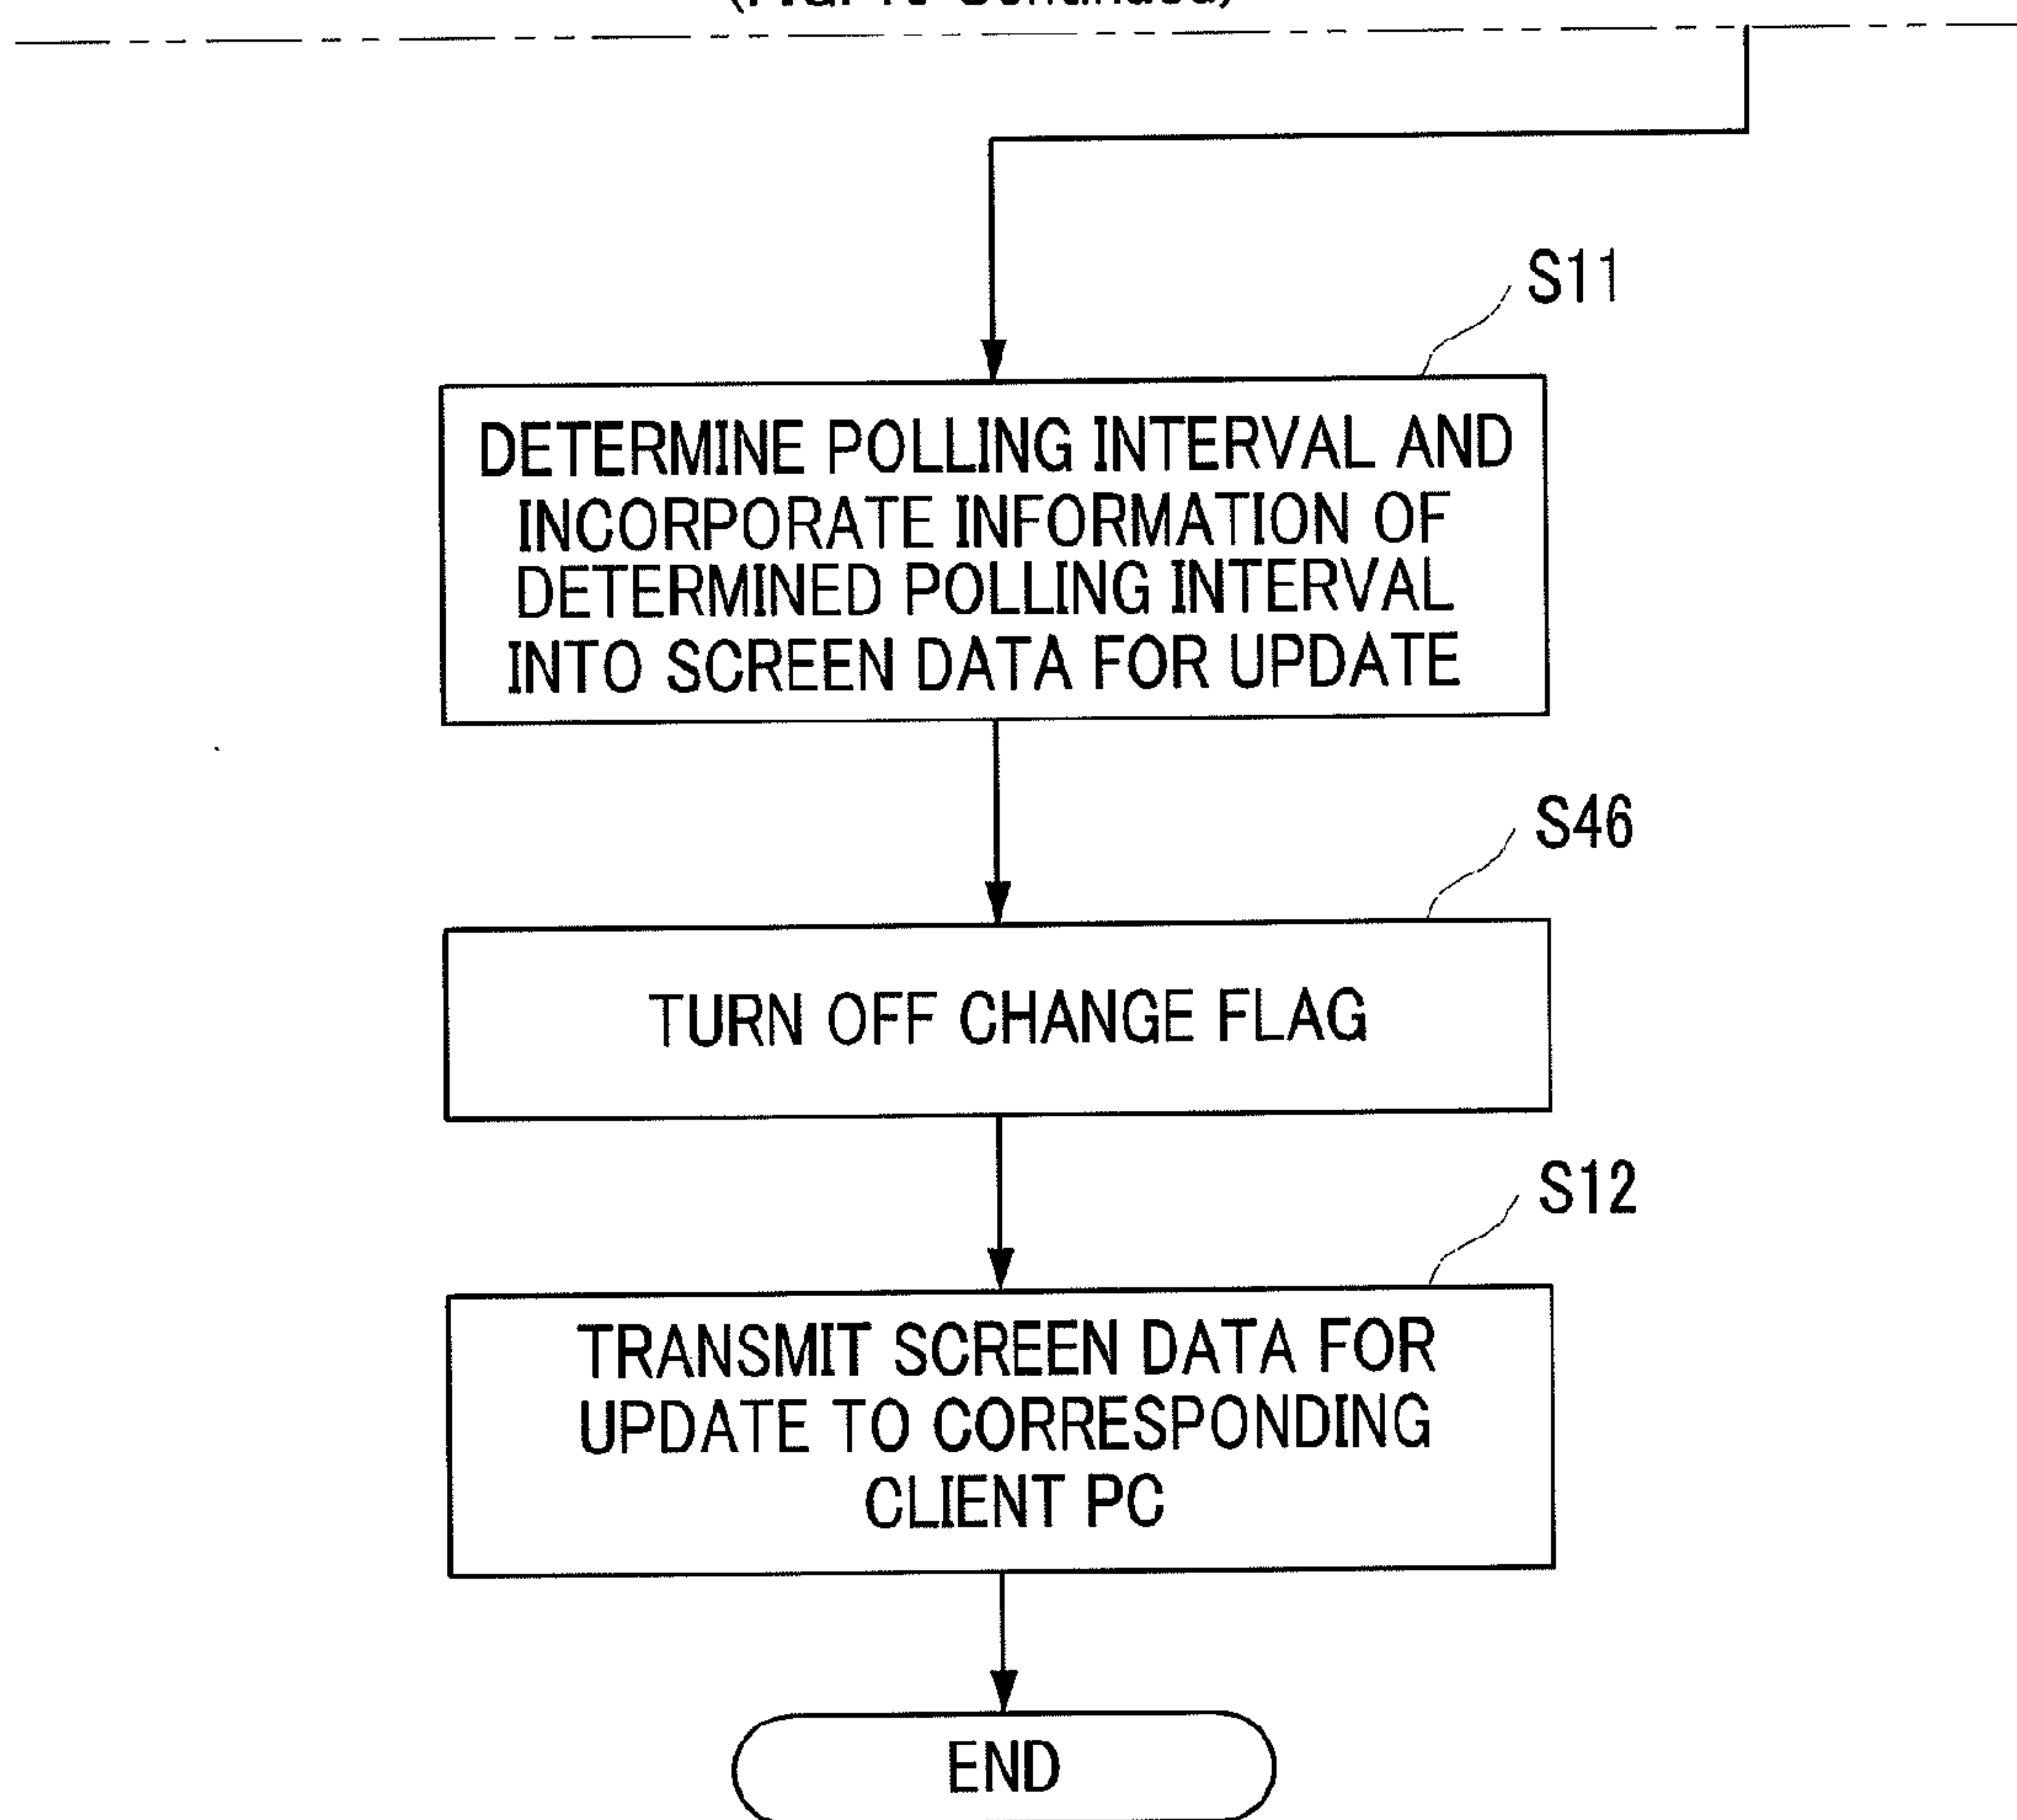 S11
DETERMINE POLLING INTERVAL AND
INCORPORATE INFORMATION OF
DETERMINED POLLING INTERVAL
INTO SCREEN DATA FOR UPDATE
S46
TURN OFF CHANGE FLAG
S12
TRANSMIT SCREEN DATA FOR
UPDATE TO CORRESPONDING
CLIENT PC
END